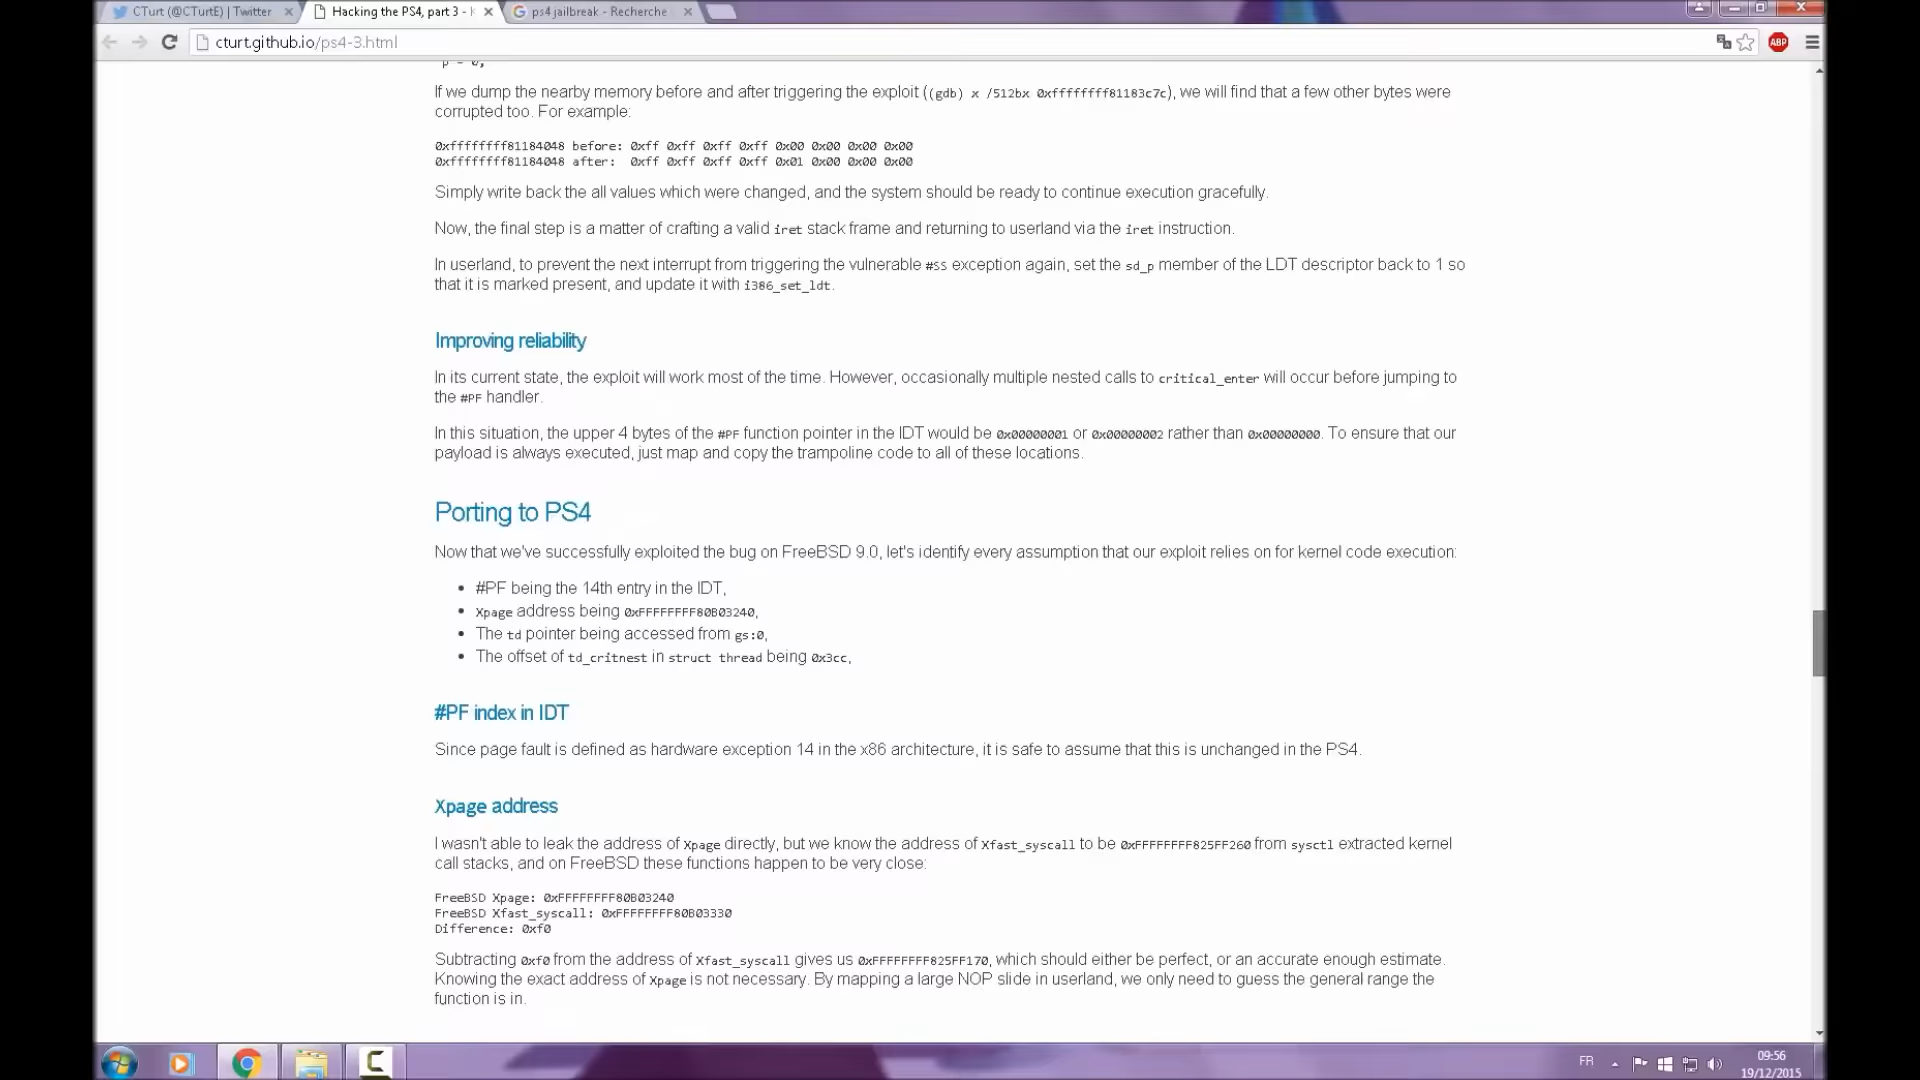 CTurt (@CTurtE) | Twitter
Hacking the PS4, part 3 -
ps4 jailbreak - Recherche
cturt.github.io/ps4-3.html
ABP
p = 0,
If we dump the nearby memory before and after triggering the exploit ((gdb) x /512bx 0xffffffff81183c7c), we will find that a few other bytes were
corrupted too. For example:
0xffffffff81184048 before: 0xff 0xff 0xff 0xff 0x00 0x00 0x00 0x00
0xffffffff81184048 after: 0xff 0xff 0xff 0xff 0x01 0x00 0x00 0x00
Simply write back the all values which were changed, and the system should be ready to continue execution gracefully.
Now, the final step is a matter of crafting a valid iret stack frame and returning to userland via the iret instruction.
In userland, to prevent the next interrupt from triggering the vulnerable #SS exception again, set the sd_p member of the LDT descriptor back to 1 so
that it is marked present, and update it with i386_set_ldt.
Improving reliability
In its current state, the exploit will work most of the time. However, occasionally multiple nested calls to critical_enter will occur before jumping to
the #PF handler.
In this situation, the upper 4 bytes of the #PF function pointer in the IDT would be 0x00000001 or 0x00000002 rather than 0x00000000. To ensure that our
payload is always executed, just map and copy the trampoline code to all of these locations.
Porting to PS4
Now that we've successfully exploited the bug on FreeBSD 9.0, let's identify every assumption that our exploit relies on for kernel code execution:
• #PF being the 14th entry in the IDT,
• Xpage address being 0xFFFFFFFF80B03240,
• The td pointer being accessed from gs:0,
• The offset of td_critnest in struct thread being 0x3cc,
#PF index in IDT
Since page fault is defined as hardware exception 14 in the x86 architecture, it is safe to assume that this is unchanged in the PS4.
Xpage address
I wasn't able to leak the address of Xpage directly, but we know the address of Xfast_syscall to be 0xFFFFFFFF825FF260 from sysctl extracted kernel
call stacks, and on FreeBSD these functions happen to be very close:
FreeBSD Xpage: 0xFFFFFFFF80B03240
FreeBSD Xfast_syscall: 0xFFFFFFFF80B03330
Difference: 0xf0
Subtracting 0xf0 from the address of Xfast_syscall gives us 0xFFFFFFFF825FF170, which should either be perfect, or an accurate enough estimate.
Knowing the exact address of Xpage is not necessary. By mapping a large NOP slide in userland, we only need to guess the general range the
function is in.
FR
09:56
19/12/2015